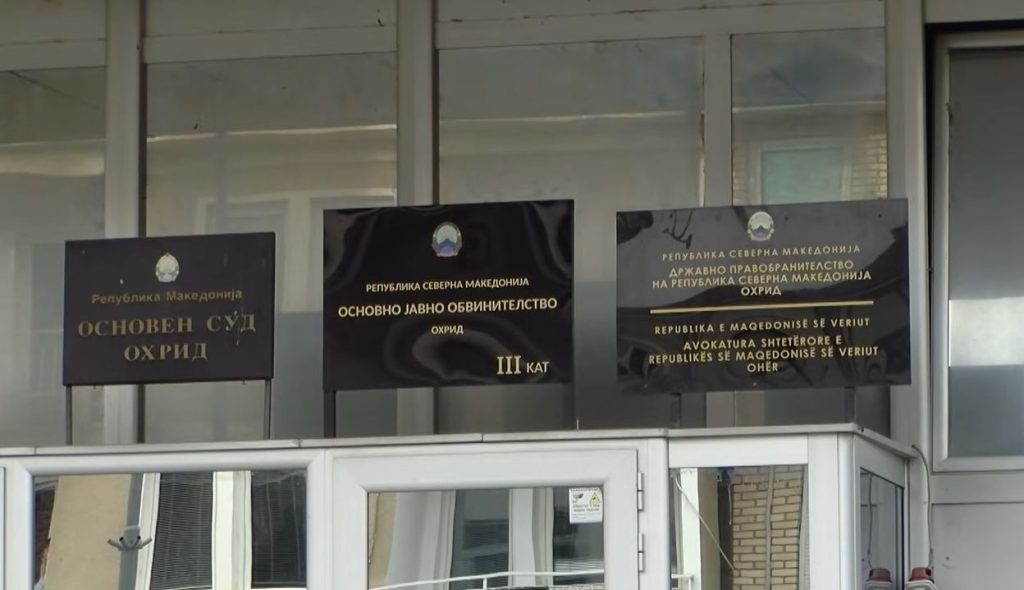 Република Македонија
ОСНОВЕН СУД
ОХРИД
РЕПУБЛИКА СЕВЕРНА МАКЕДОНИЈА
ОСНОВНО ЈАВНО ОБВИНИТЕЛСТВО
ОХРИД
III КАТ
РЕПУБЛИКА СЕВЕРНА МАКЕДОНИЈА
ДРЖАВНО ПРАВОБРАНИТЕЛСТВО
НА РЕПУБЛИКА СЕВЕРНА МАКЕДОНИЈА
ОХРИД
REPUBLIKA E MAQEDONISË SË VERIUT
AVOKATURA SHTETËRORE E
REPUBLIKËS SË MAQEDONISË SË VERIUT
OHËR